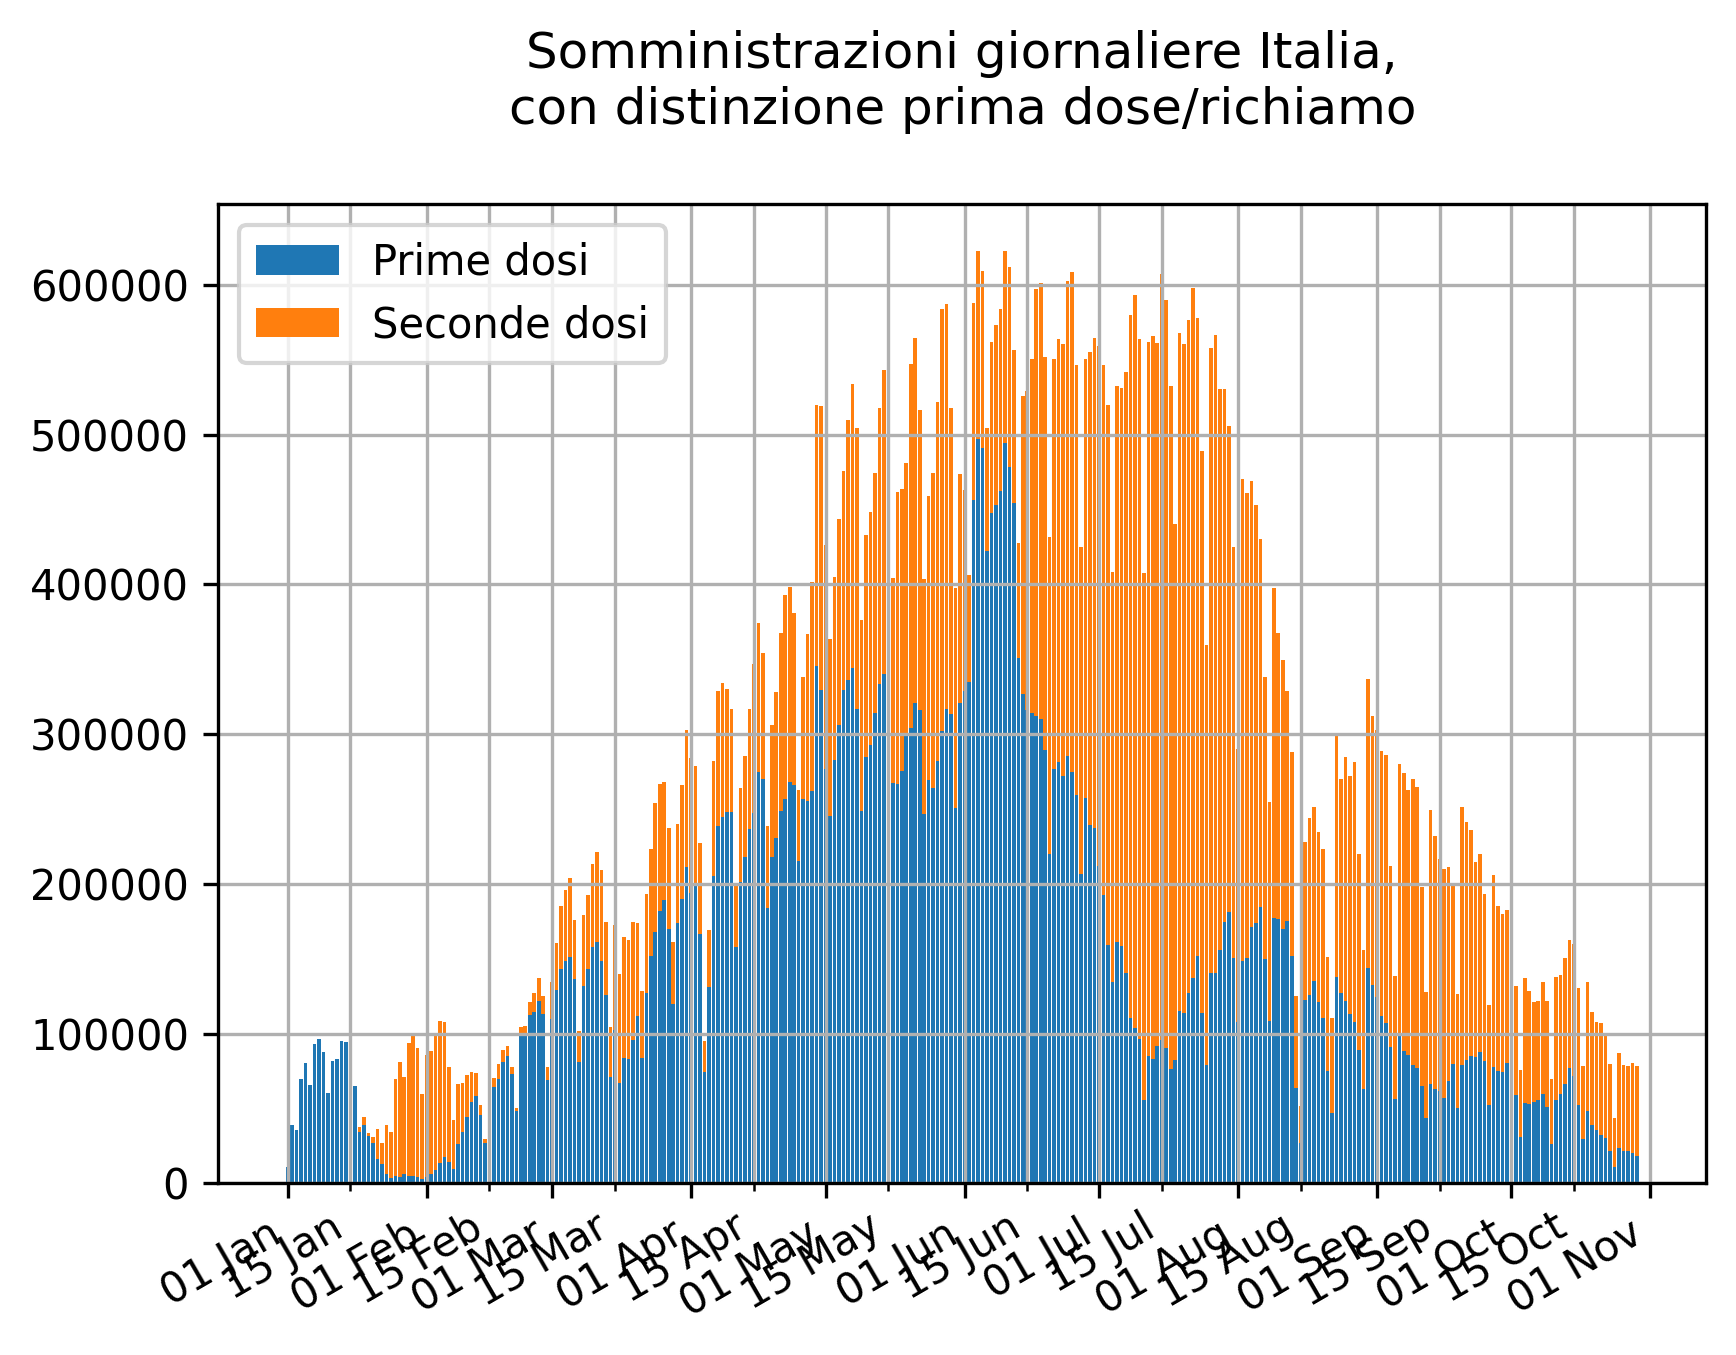 Somministrazioni giornaliere Italia,
con distinzione prima dose/richiamo
Prime dosi
Seconde dosi
600000
500000
400000
300000
200000
100000
0
01 Jan
15 Jan
01 Feb
15 Feb
01 Mar
15 Mar
01 Apr
15 Apr
01 May
15 May
01 Jun
15 Jun
01 Jul
15 Jul
01 Aug
15 Aug
01 Sep
15 Sep
01 Oct
15 Oct
01 Nov